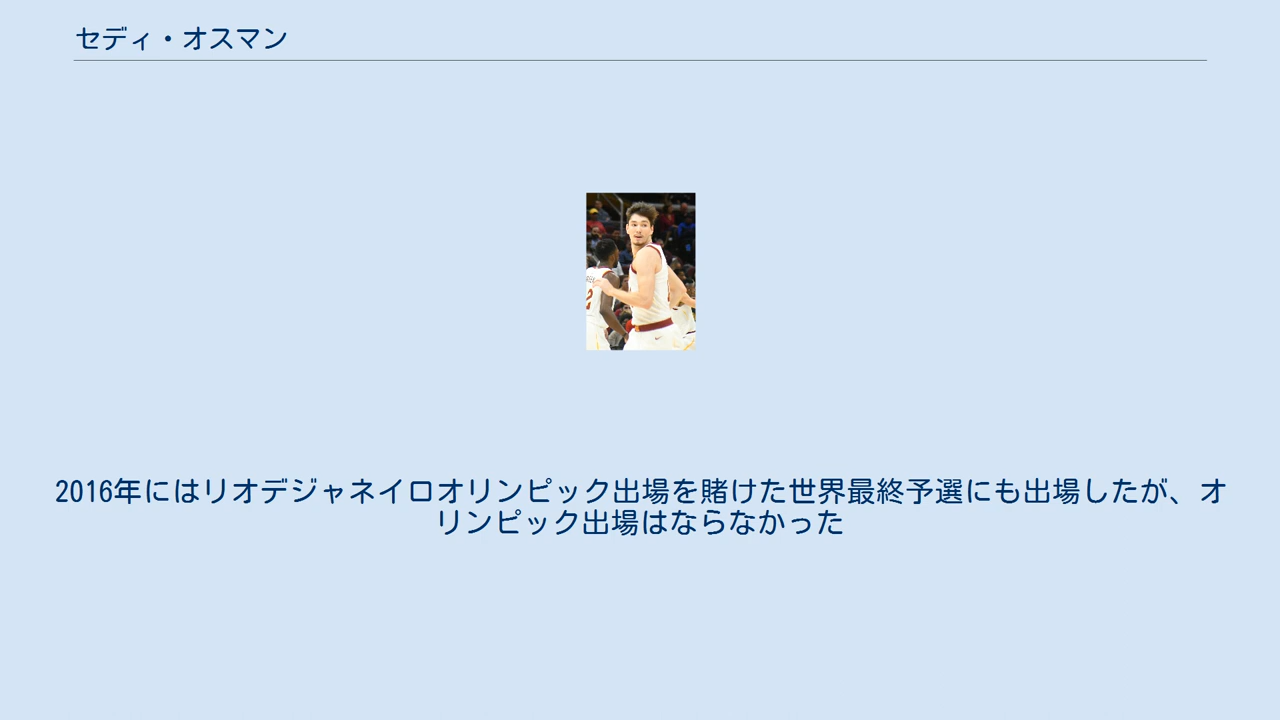 セディ・オスマン
2016年にはリオデジャネイロオリンピック出場を賭けた世界最終予選にも出場したが、オ
リンピック出場はならなかった